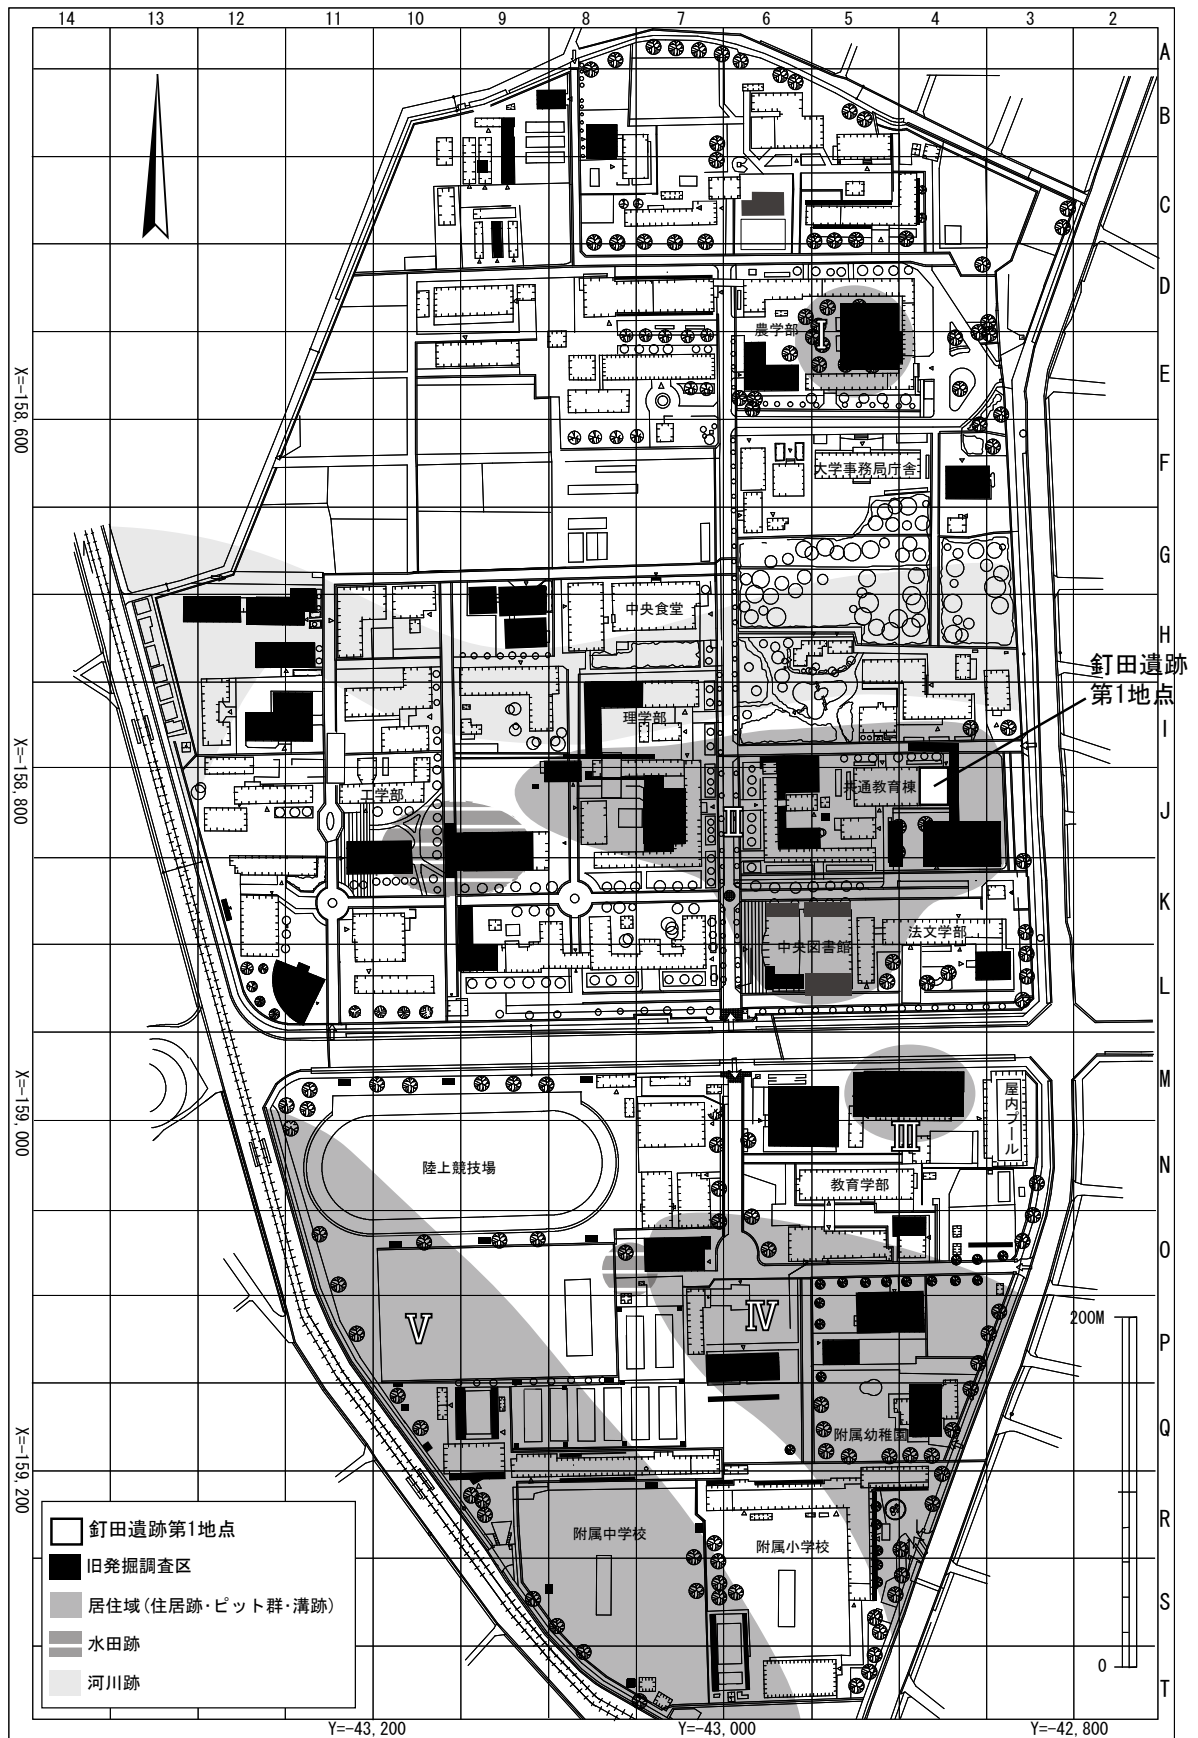 14 13 12 11 10 9 8 7 6 5 4 3 2
A
B
C
D
農学部
I
E
X=-158,600
F
大学事務局庁舎
G
中央食堂
H
釘田遺跡
第1地点
理学部
I
X=-158,800
工学部
II
共通教育棟
J
K
法文学部
中央図書館
L
X=-159,000
M
屋内プール
III
陸上競技場
教育学部
N
O
V
IV
200M
P
X=-159,200
附属幼稚園
Q
附属中学校
附属小学校
R
S
0
T
釘田遺跡第1地点
旧発掘調査区
居住域(住居跡・ピット群・溝跡)
水田跡
河川跡
Y=-43,200 Y=-43,000 Y=-42,800